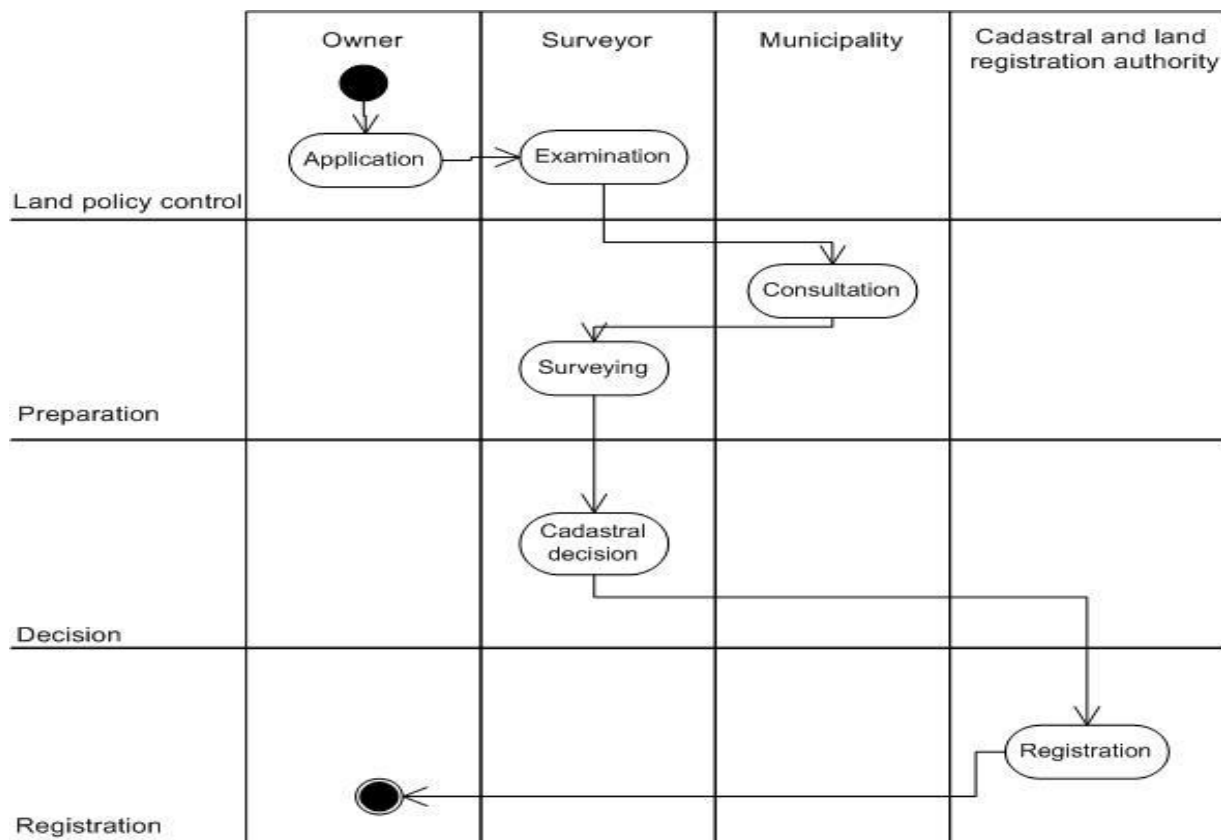 Owner
Surveyor
Municipality
Cadastral and land
registration authority
Application
Examination
Land policy control
Consultation
Surveying
Preparation
Cadastral
decision
Decision
Registration
Registration